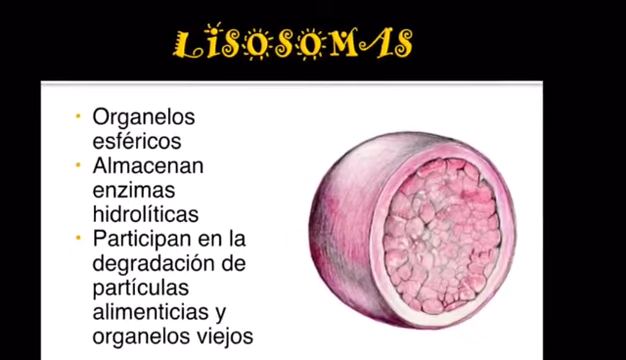 LISOSOMAS
• Organelos
esféricos
• Almacenan
enzimas
hidrolíticas
• Participan en la
degradación de
partículas
alimenticias y
organelos viejos